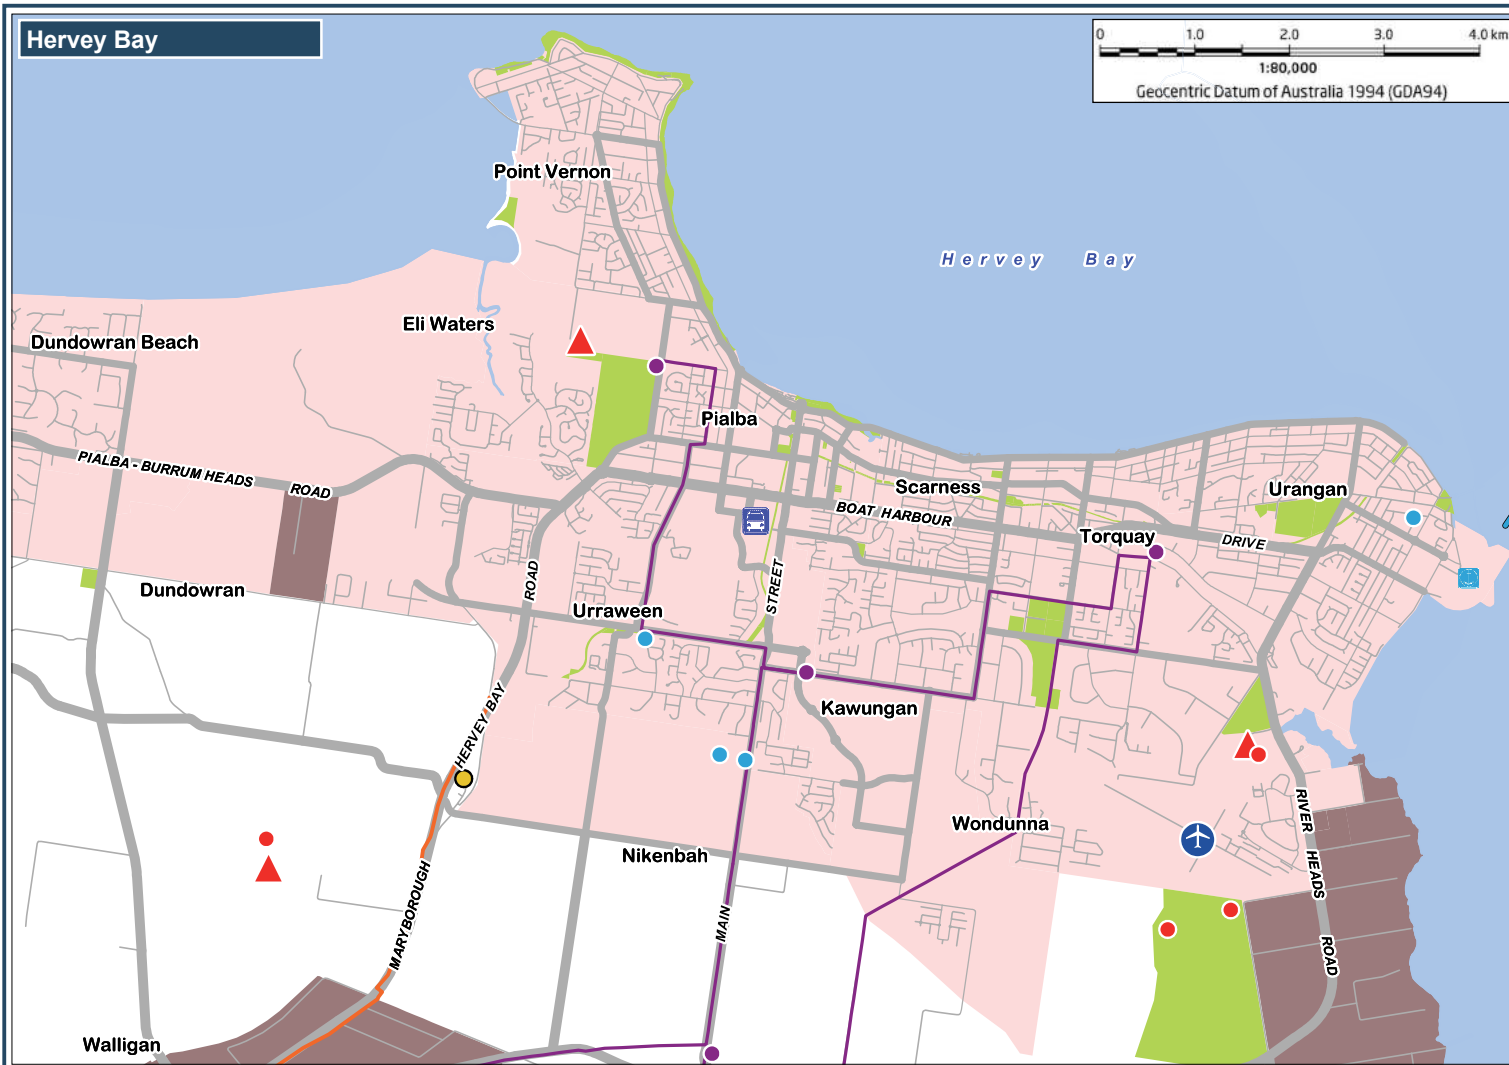 Hervey Bay
0 1.0 2.0 3.0 4.0 km
1:80,000
Geocentric Datum of Australia 1994 (GDA94)
Point Vernon
Hervey Bay
Eli Waters
Dundowran Beach
Pialba
PIALBA - BURRUM HEADS ROAD
Scarness
Urangan
BOAT HARBOUR
DRIVE
Torquay
Dundowran
ROAD
STREET
Urraween
Kawungan
HERVEY BAY
Wondunna
RIVER HEADS ROAD
Nikenbah
MARYBOROUGH
MAIN
Walligan